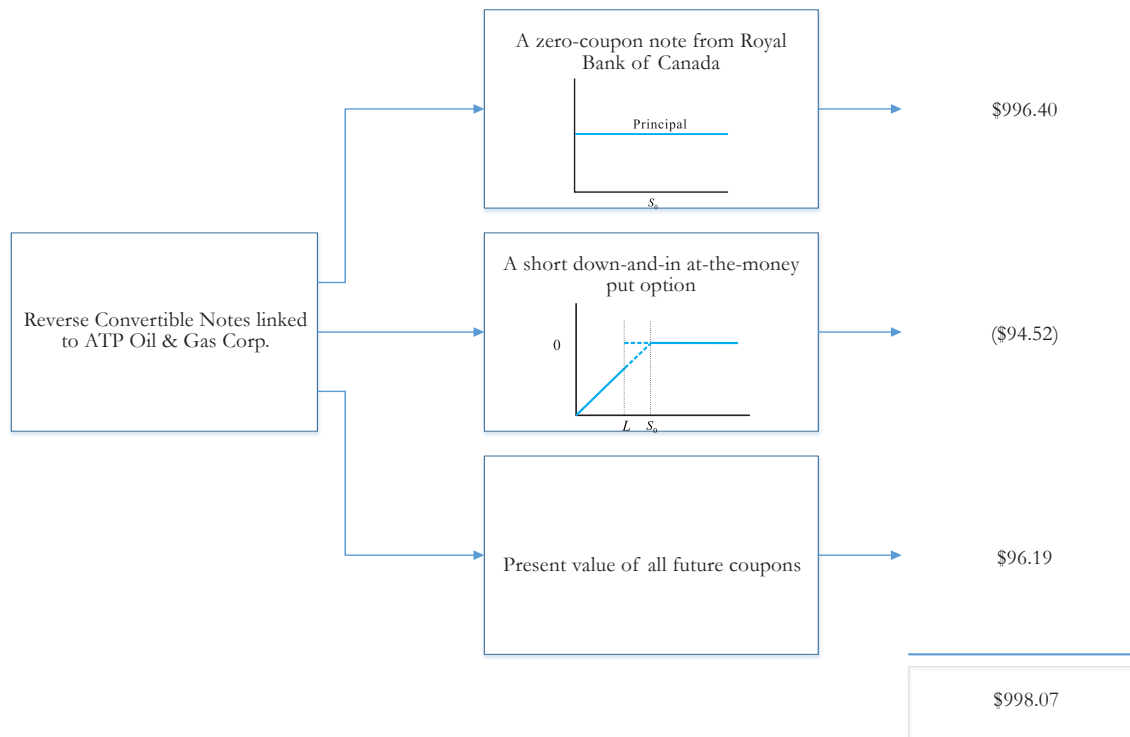 A zero-coupon note from Royal
Bank of Canada
Principal
S₀
$996.40
Reverse Convertible Notes linked
to ATP Oil & Gas Corp.
A short down-and-in at-the-money
put option
0
L S₀
($94.52)
Present value of all future coupons
$96.19
$998.07